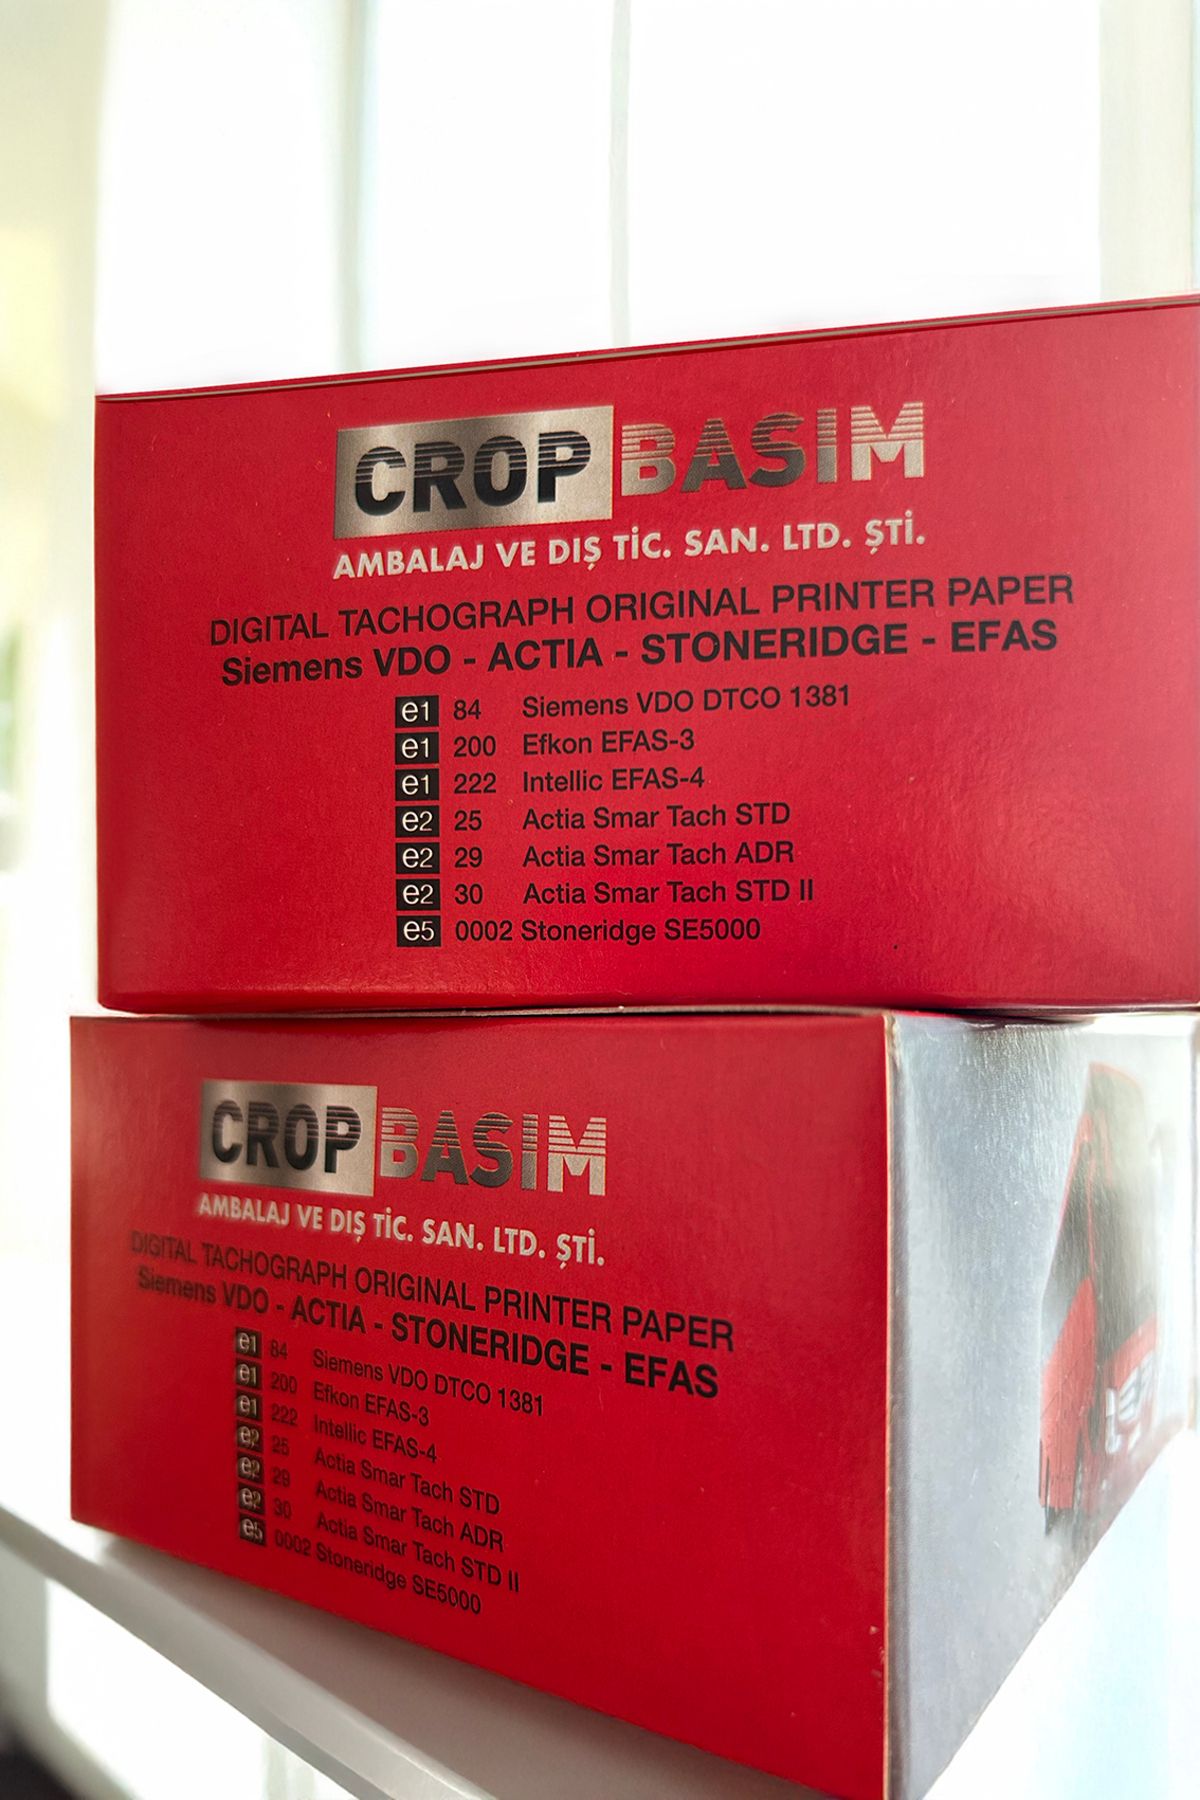 CROP BASIM
AMBALAJ VE DIŞ TİC. SAN. LTD. ŞTİ.
DIGITAL TACHOGRAPH ORIGINAL PRINTER PAPER
Siemens VDO - ACTIA - STONERIDGE - EFAS
e1 84 Siemens VDO DTCO 1381
e1 200 Efkon EFAS-3
e1 222 Intellic EFAS-4
e2 25 Actia Smar Tach STD
e2 29 Actia Smar Tach ADR
e2 30 Actia Smar Tach STD II
e5 0002 Stoneridge SE5000
CROP BASIM
AMBALAJ VE DIŞ TİC. SAN. LTD. ŞTİ.
DIGITAL TACHOGRAPH ORIGINAL PRINTER PAPER
Siemens VDO - ACTIA - STONERIDGE - EFAS
e1 84 Siemens VDO DTCO 1381
e1 200 Efkon EFAS-3
e1 222 Intellic EFAS-4
e2 25 Actia Smar Tach STD
e2 29 Actia Smar Tach ADR
e2 30 Actia Smar Tach STD II
e5 0002 Stoneridge SE5000